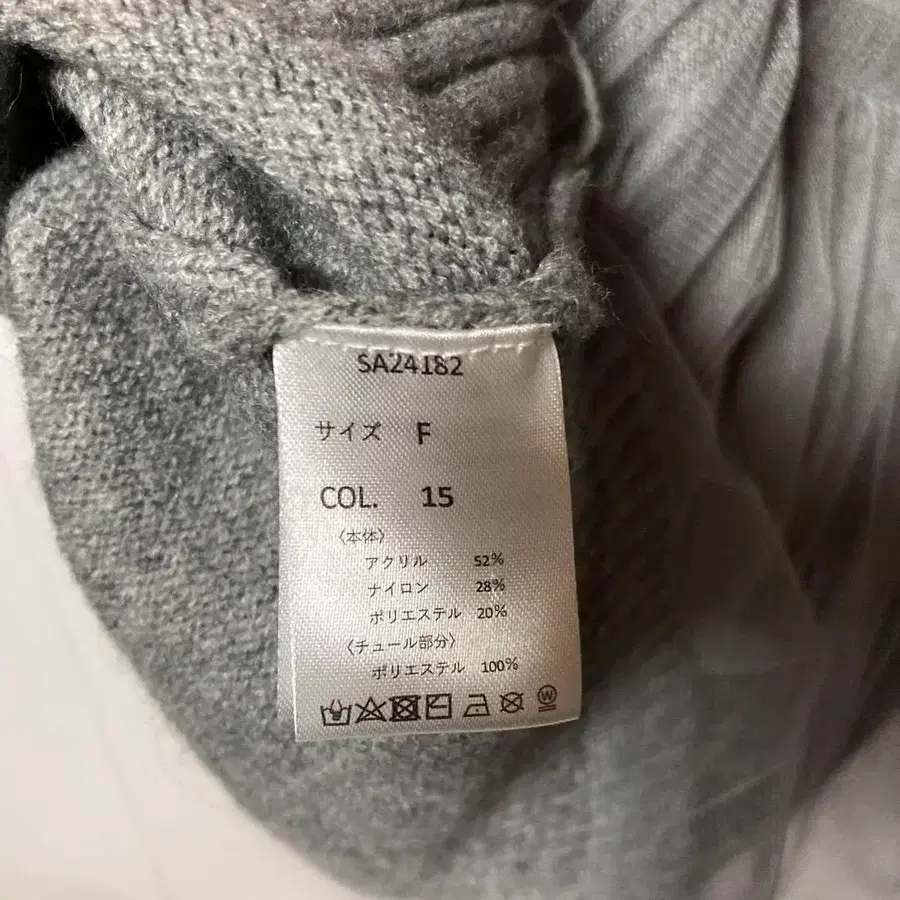 SA24182
サイズ F
COL. 15
〈本体〉
アクリル 52%
ナイロン 28%
ポリエステル 20%
〈チュール部分〉
ポリエステル 100%
W